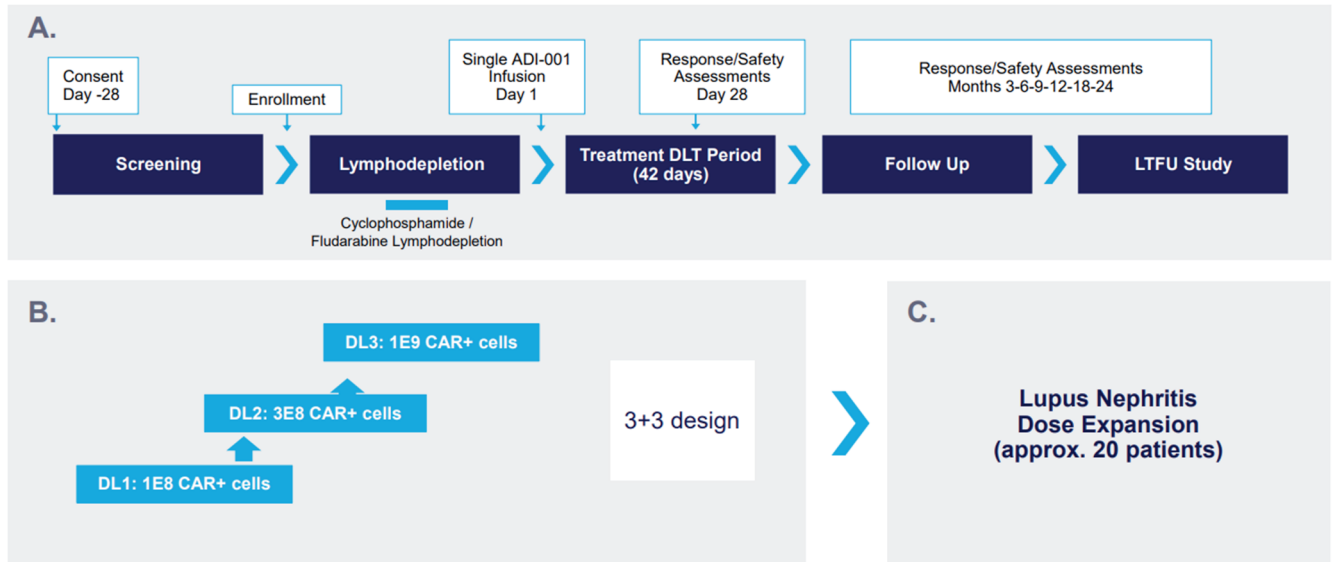 A.
Consent
Day -28
Enrollment
Single ADI-001
Infusion
Day 1
Response/Safety
Assessments
Day 28
Response/Safety Assessments
Months 3-6-9-12-18-24
Screening
Lymphodepletion
Treatment DLT Period
(42 days)
Follow Up
LTFU Study
Cyclophosphamide /
Fludarabine Lymphodepletion
B.
DL3: 1E9 CAR+ cells
DL2: 3E8 CAR+ cells
DL1: 1E8 CAR+ cells
3+3 design
C.
Lupus Nephritis
Dose Expansion
(approx. 20 patients)